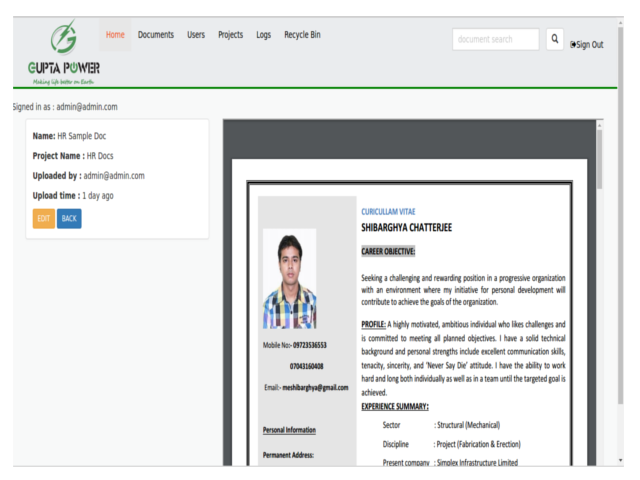 Home Documents Users Projects Logs Recycle Bin
document search
Sign Out
GUPTA POWER
Making life better on Earth
Signed in as : admin@admin.com
Name: HR Sample Doc
Project Name : HR Docs
Uploaded by : admin@admin.com
Upload time : 1 day ago
EDIT BACK
CURICULLAM VITAE
SHIBARGHYA CHATTERJEE
CAREER OBJECTIVE:
Seeking a challenging and rewarding position in a progressive organization
with an environment where my initiative for personal development will
contribute to achieve the goals of the organization.
PROFILE: A highly motivated, ambitious individual who likes challenges and
is committed to meeting all planned objectives. I have a solid technical
background and personal strengths include excellent communication skills,
tenacity, sincerity, and 'Never Say Die' attitude. I have the ability to work
hard and long both individually as well as in a team until the targeted goal is
achieved.
EXPERIENCE SUMMARY:
Sector : Structural (Mechanical)
Discipline : Project (Fabrication & Erection)
Present company : Simplex Infrastructure Limited
Mobile No:- 09723536553
07043160408
Email:- meshibarghya@gmail.com
Personal Information
Permanent Address: